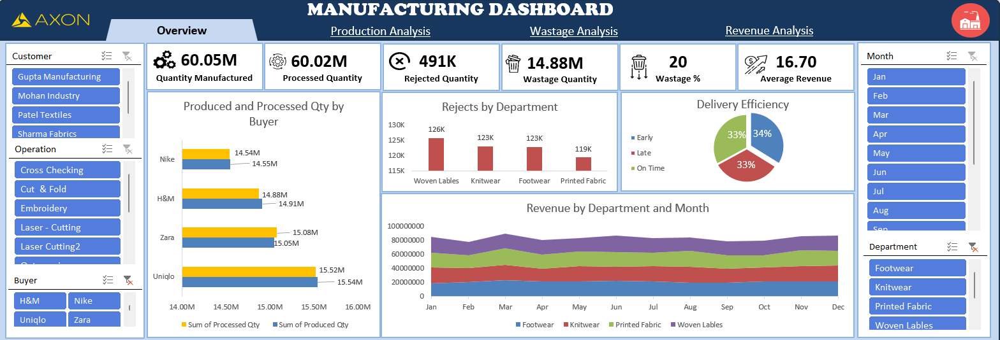 AXON
MANUFACTURING DASHBOARD
Overview
Production Analysis
Wastage Analysis
Revenue Analysis
Customer
Gupta Manufacturing
Mohan Industry
Patel Textiles
Sharma Fabrics
Operation
Cross Checking
Cut & Fold
Embroidery
Laser - Cutting
Laser Cutting2
Buyer
H&M
Nike
Uniqlo
Zara
60.05M
Quantity Manufactured
60.02M
Processed Quantity
491K
Rejected Quantity
14.88M
Wastage Quantity
20
Wastage %
16.70
Average Revenue
Produced and Processed Qty by
Buyer
Nike
14.54M
14.55M
H&M
14.88M
14.91M
Zara
15.08M
15.05M
Uniqlo
15.52M
15.54M
14.00M 14.50M 15.00M 15.50M 16.00M
Sum of Processed Qty Sum of Produced Qty
Rejects by Department
130K
125K
120K
115K
126K
123K
123K
119K
Woven Lables Knitwear Footwear Printed Fabric
Delivery Efficiency
Early
Late
On Time
33%
34%
33%
Revenue by Department and Month
100000000
80000000
60000000
40000000
20000000
0
Jan Feb Mar Apr May Jun Jul Aug Sep Oct Nov Dec
Footwear Knitwear Printed Fabric Woven Lables
Month
Jan
Feb
Mar
Apr
May
Jun
Jul
Aug
Sep
Department
Footwear
Knitwear
Printed Fabric
Woven Lables